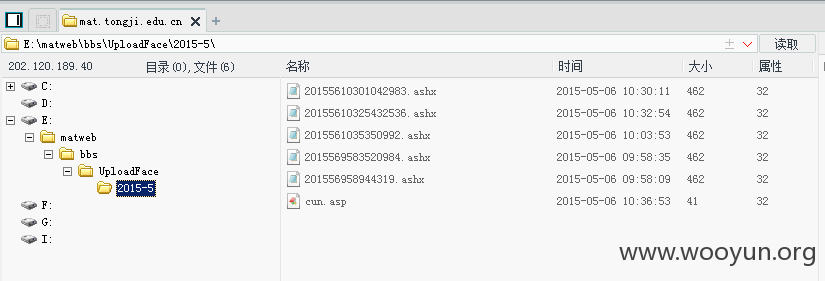 mat.tongji.edu.cn
E:\matweb\bbs\UploadFace\2015-5\ 读取
202.120.189.40 目录(0),文件(6) 名称 时间 大小 属性
C:
D:
E:
matweb
bbs
UploadFace
2015-5
F:
G:
I:
20155610301042983.ashx 2015-05-06 10:30:11 462 32
20155610325432536.ashx 2015-05-06 10:32:54 462 32
2015561035350992.ashx 2015-05-06 10:03:53 462 32
2015569583520984.ashx 2015-05-06 09:58:35 462 32
201556958944319.ashx 2015-05-06 09:58:09 462 32
cun.asp 2015-05-06 10:36:53 41 32
www.wooyun.org